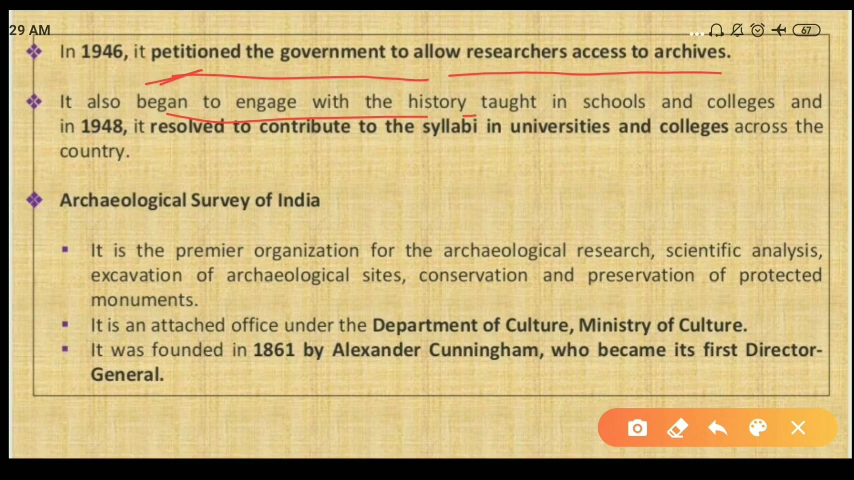 29 AM
67
In 1946, it petitioned the government to allow researchers access to archives.
It also began to engage with the history taught in schools and colleges and
in 1948, it resolved to contribute to the syllabi in universities and colleges across the
country.
Archaeological Survey of India
It is the premier organization for the archaeological research, scientific analysis,
excavation of archaeological sites, conservation and preservation of protected
monuments.
It is an attached office under the Department of Culture, Ministry of Culture.
It was founded in 1861 by Alexander Cunningham, who became its first Director-
General.